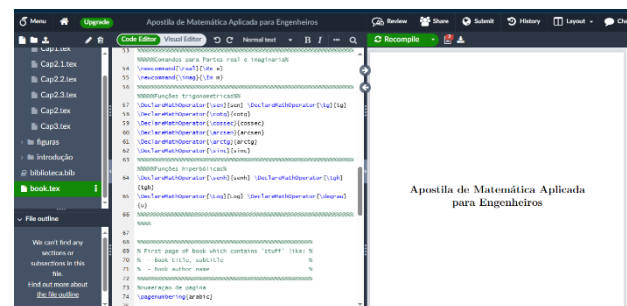 Menu Upgrade Apostila de Matemática Aplicada para Engenheiros Review Share Submit History Layout Chat
Code Editor Visual Editor Normal text B I Recompile
Cap1.tex
Cap2.1.tex
Cap2.2.tex
Cap2.3.tex
Cap2.tex
Cap3.tex
figuras
introdução
biblioteca.bib
book.tex
File outline
We can't find any
sections or
subsections in this
file.
Find out more about
the file outline
53 %%%%%%%%%%%%%%%%%%%%%%%%%%%%%%%%
%%%%%Comandos para Partes real e imaginaria%
54 \newcommand{\real}{\Re e}
55 \newcommand{\imag}{\Im m}
56 %%%%%%%%%%%%%%%%%%%%%%%%%%%%%%%%
%%%%%Funções trigonometricas%%
57 \DeclareMathOperator{\sen}{sen} \DeclareMathOperator{\tg}{tg}
58 \DeclareMathOperator{\cotg}{cotg}
59 \DeclareMathOperator{\cossec}{cossec}
60 \DeclareMathOperator{\arcsen}{arcsen}
61 \DeclareMathOperator{\arctg}{arctg}
62 \DeclareMathOperator{\sinc}{sinc}
63 %%%%%%%%%%%%%%%%%%%%%%%%%%%%%%%%
%%%%%Funções Hiperbólicas%
64 \DeclareMathOperator{\senh}{senh} \DeclareMathOperator{\tgh}
{tgh}
65 \DeclareMathOperator{\Log}{Log} \DeclareMathOperator{\degrau}
{u}
66 %%%%%%%%%%%%%%%%%%%%%%%%%%%%%%%%
%%%%
67
68 %%%%%%%%%%%%%%%%%%%%%%%%%%%%%%%%
69 % First page of book which contains 'stuff' like: %
70 % - Book title, subtitle %
71 % - Book author name %
72 %%%%%%%%%%%%%%%%%%%%%%%%%%%%%%%%
73 %numeraçao de pagina
74 \pagenumbering{arabic}
75
Apostila de Matemática Aplicada
para Engenheiros